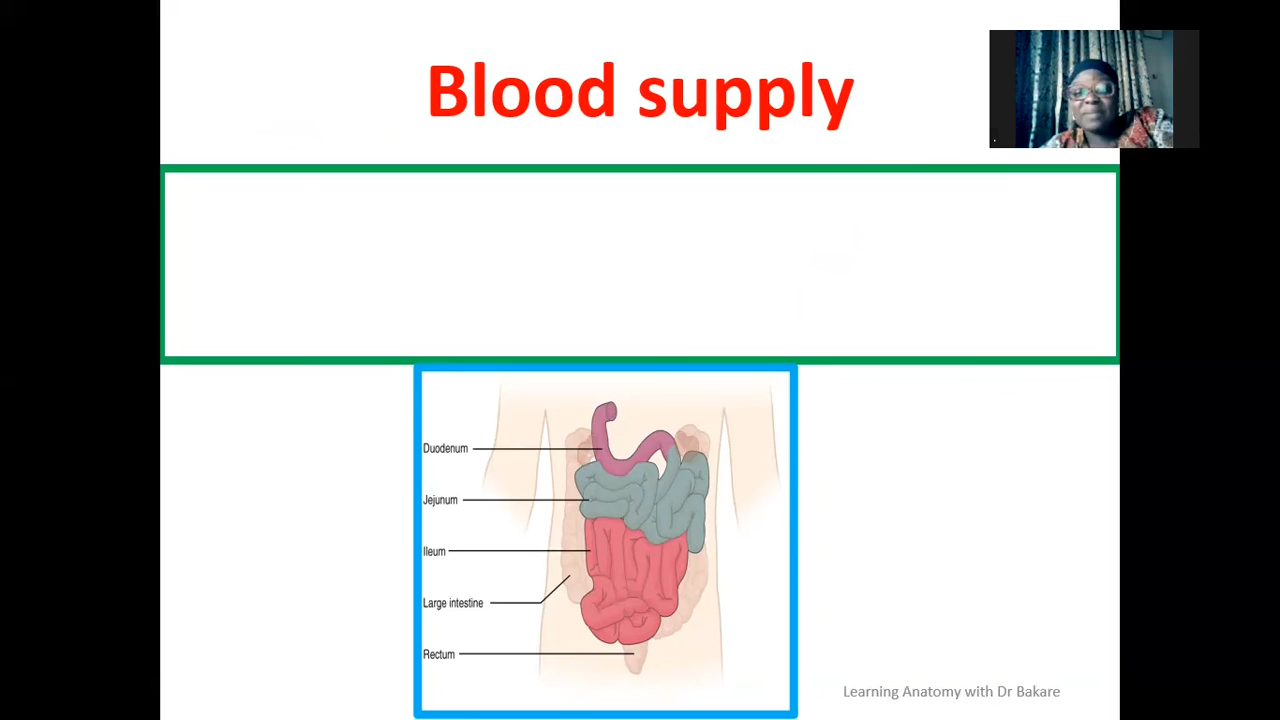 Blood supply
Duodenum
Jejunum
Ileum
Large intestine
Rectum
Learning Anatomy with Dr Bakare